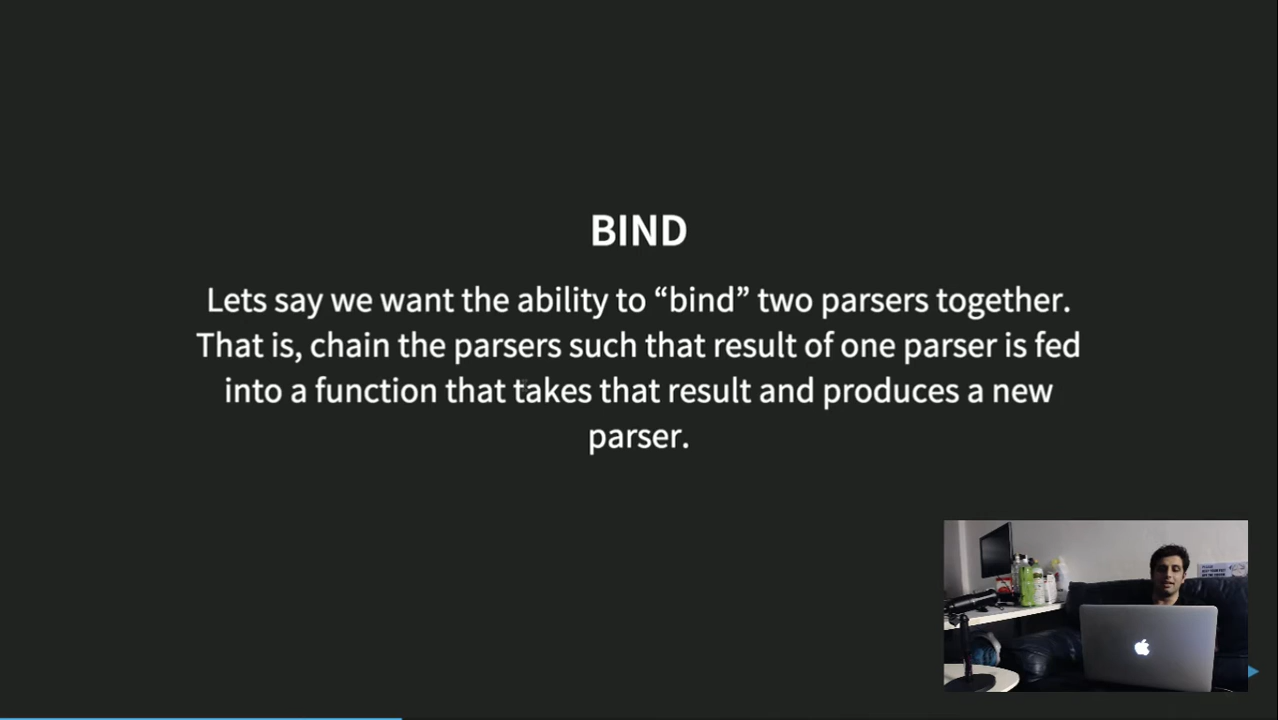 BIND
Lets say we want the ability to “bind” two parsers together.
That is, chain the parsers such that result of one parser is fed
into a function that takes that result and produces a new
parser.